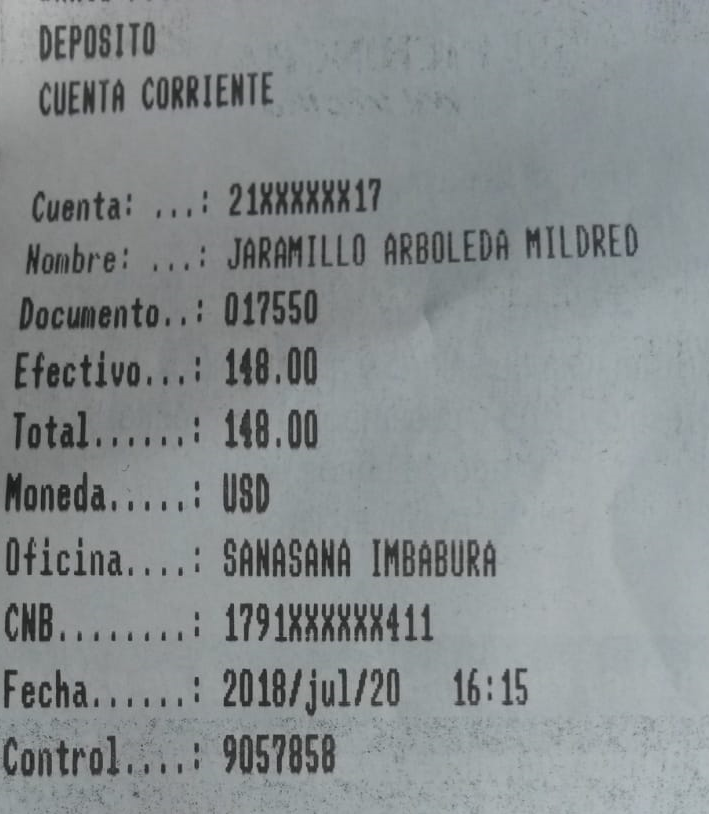 DEPOSITO
CUENTA CORRIENTE
Cuenta: ...: 21XXXXXX17
Nombre: ...: JARAMILLO ARBOLEDA MILDRED
Documento..: 017550
Efectivo...: 148.00
Total......: 148.00
Moneda.....: USD
Oficina....: SANASANA IMBABURA
CNB........: 1791XXXXXX411
Fecha......: 2018/jul/20 16:15
Control....: 9057858